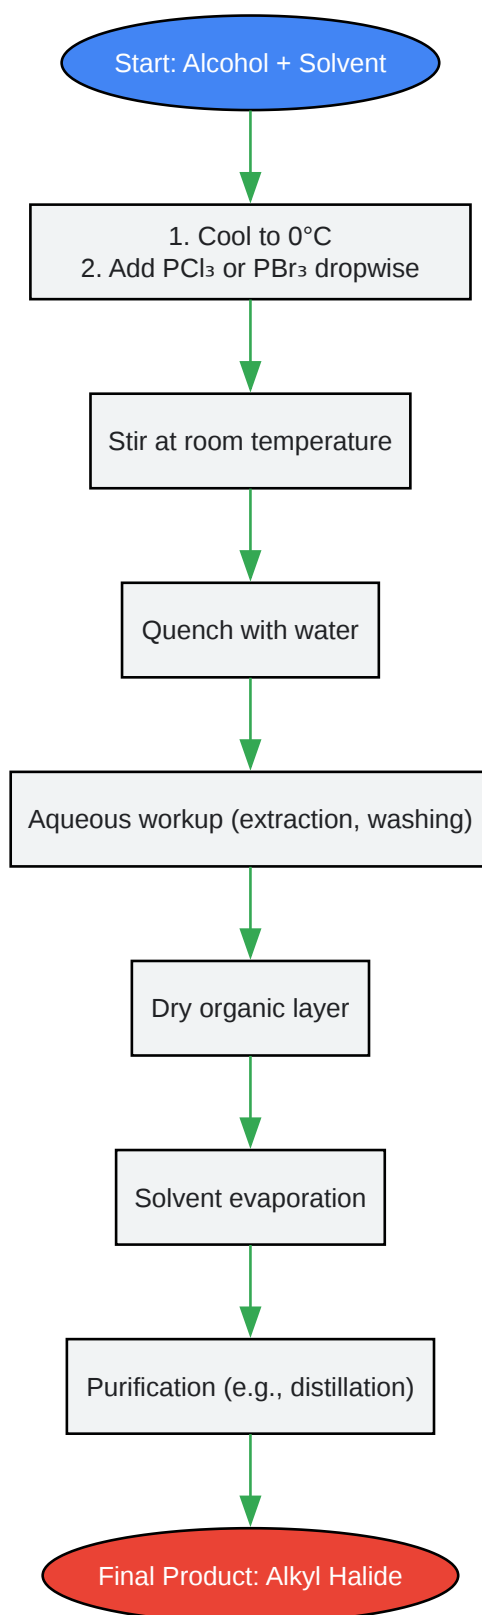 Start: Alcohol + Solvent
1. Cool to 0°C
2. Add PCl₃ or PBr₃ dropwise
Stir at room temperature
Quench with water
Aqueous workup (extraction, washing)
Dry organic layer
Solvent evaporation
Purification (e.g., distillation)
Final Product: Alkyl Halide